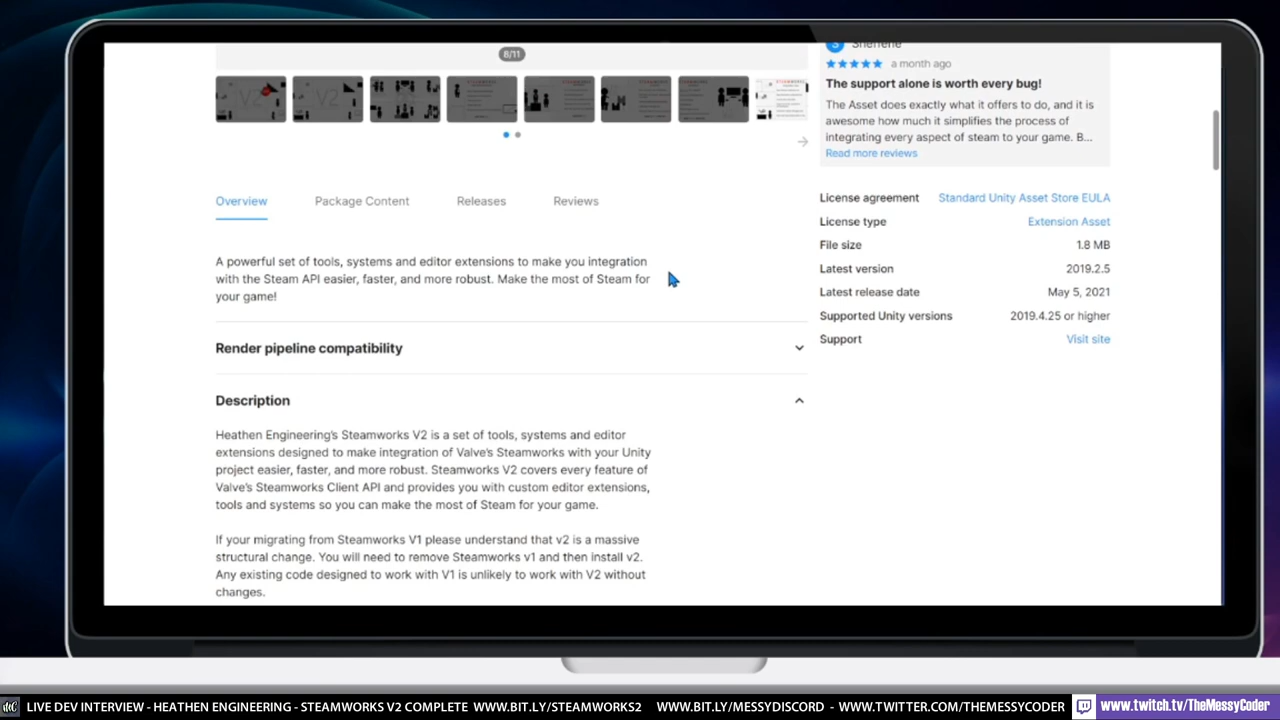 8/11
Sherrene
a month ago
The support alone is worth every bug!
The Asset does exactly what it offers to do, and it is
awesome how much it simplifies the process of
integrating every aspect of steam to your game. B...
Read more reviews
Overview Package Content Releases Reviews
A powerful set of tools, systems and editor extensions to make you integration
with the Steam API easier, faster, and more robust. Make the most of Steam for
your game!
Render pipeline compatibility
Description
Heathen Engineering's Steamworks V2 is a set of tools, systems and editor
extensions designed to make integration of Valve's Steamworks with your Unity
project easier, faster, and more robust. Steamworks V2 covers every feature of
Valve's Steamworks Client API and provides you with custom editor extensions,
tools and systems so you can make the most of Steam for your game.
If your migrating from Steamworks V1 please understand that v2 is a massive
structural change. You will need to remove Steamworks v1 and then install v2.
Any existing code designed to work with V1 is unlikely to work with V2 without
changes.
License agreement Standard Unity Asset Store EULA
License type Extension Asset
File size 1.8 MB
Latest version 2019.2.5
Latest release date May 5, 2021
Supported Unity versions 2019.4.25 or higher
Support Visit site
LIVE DEV INTERVIEW - HEATHEN ENGINEERING - STEAMWORKS V2 COMPLETE WWW.BIT.LY/STEAMWORKS2 WWW.BIT.LY/MESSYDISCORD - WWW.TWITTER.COM/THEMESSYCODER
www.twitch.tv/TheMessyCoder